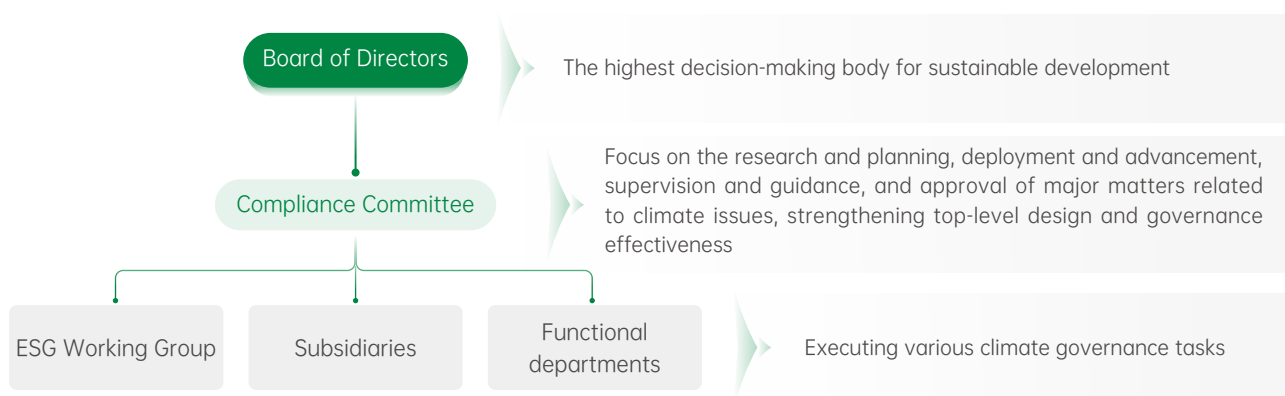 Board of Directors
The highest decision-making body for sustainable development
Compliance Committee
Focus on the research and planning, deployment and advancement,
supervision and guidance, and approval of major matters related
to climate issues, strengthening top-level design and governance
effectiveness
ESG Working Group
Subsidiaries
Functional
departments
Executing various climate governance tasks